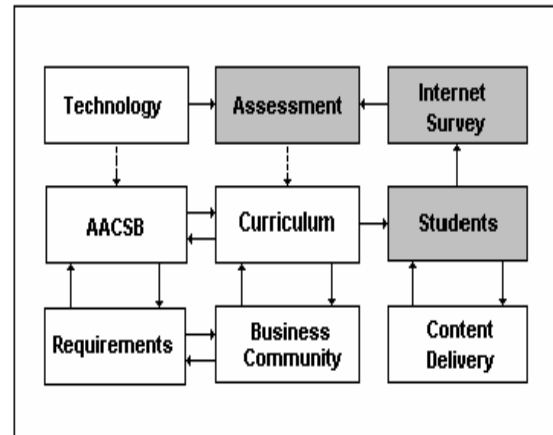 Technology
Assessment
Internet
Survey
AACSB
Curriculum
Students
Requirements
Business
Community
Content
Delivery